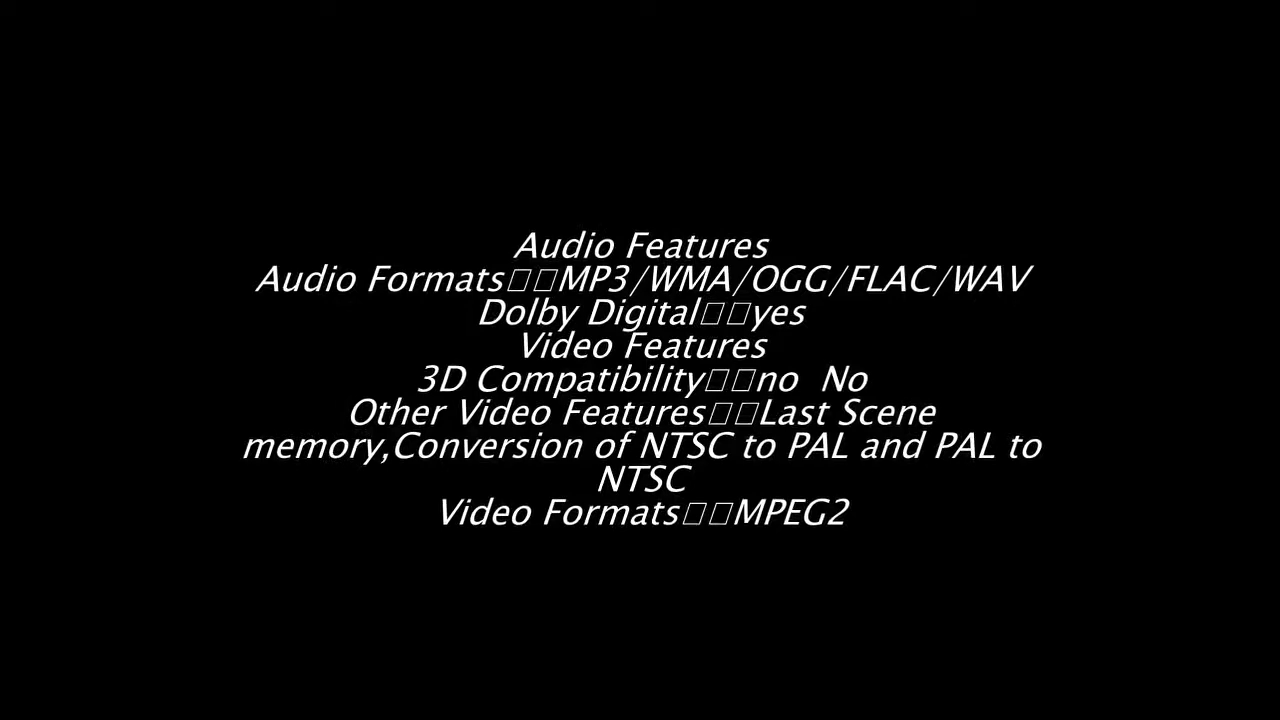 Audio Features
Audio Formats□□MP3/WMA/OGG/FLAC/WAV
Dolby Digital□□yes
Video Features
3D Compatibility□□no  No
Other Video Features□□Last Scene
memory,Conversion of NTSC to PAL and PAL to
NTSC
Video Formats□□MPEG2